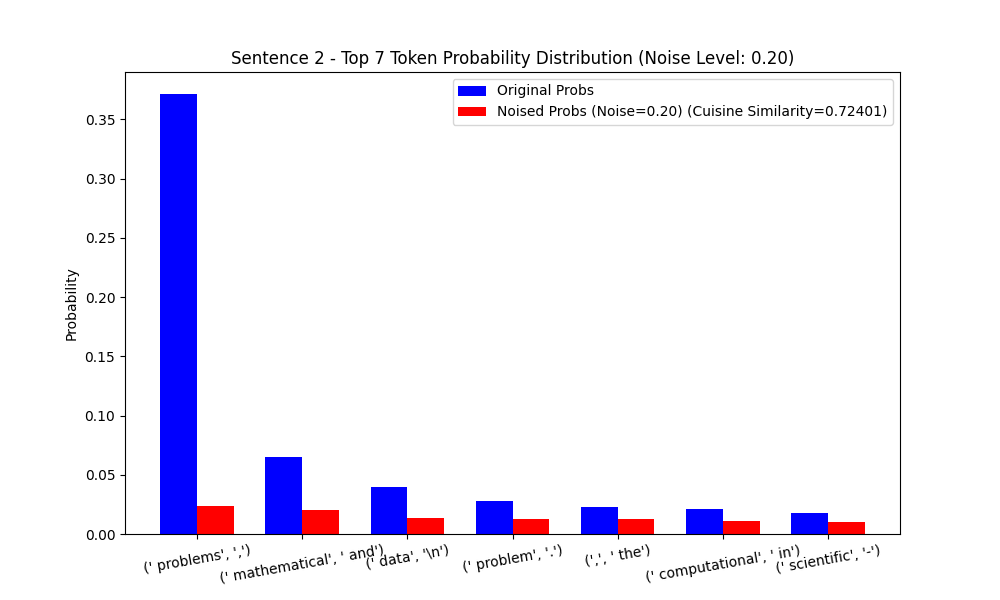 Sentence 2 - Top 7 Token Probability Distribution (Noise Level: 0.20)
Original Probs
Noised Probs (Noise=0.20) (Cuisine Similarity=0.72401)
Probability
0.35
0.30
0.25
0.20
0.15
0.10
0.05
0.00
(' problems', ',')
(' mathematical', ' and')
(' data', '\n')
(' problem', '.')
(',', ' the')
(' computational', ' in')
(' scientific', '-')